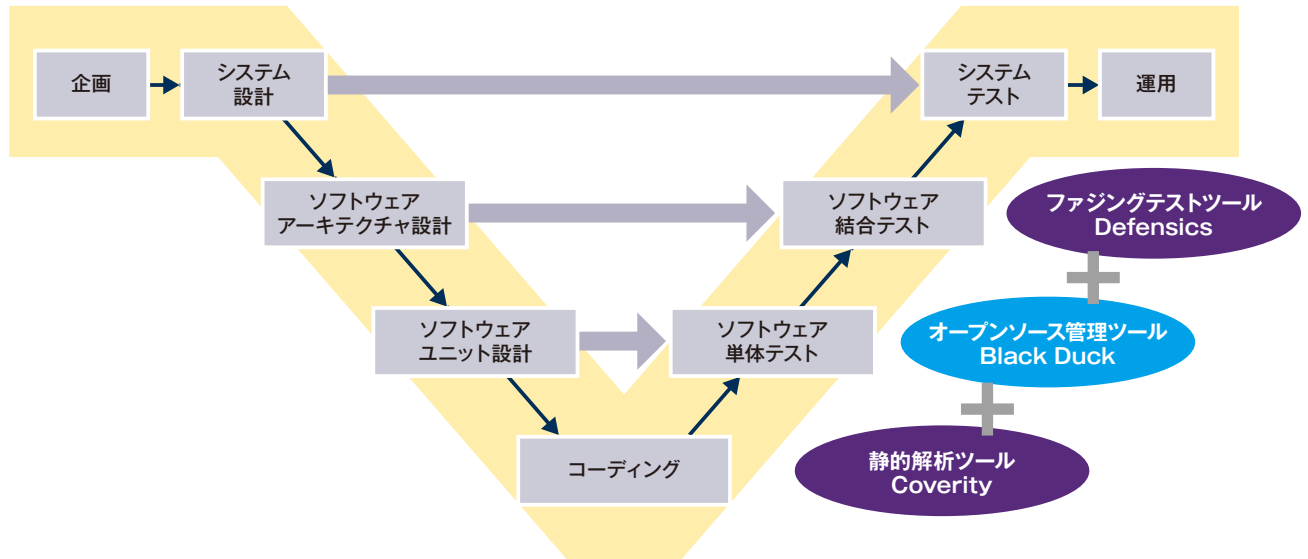 企画
システム
設計
システム
テスト
運用
ソフトウェア
アーキテクチャ設計
ソフトウェア
結合テスト
ファジングテストツール
Defensics
ソフトウェア
ユニット設計
ソフトウェア
単体テスト
オープンソース管理ツール
Black Duck
コーディング
静的解析ツール
Coverity